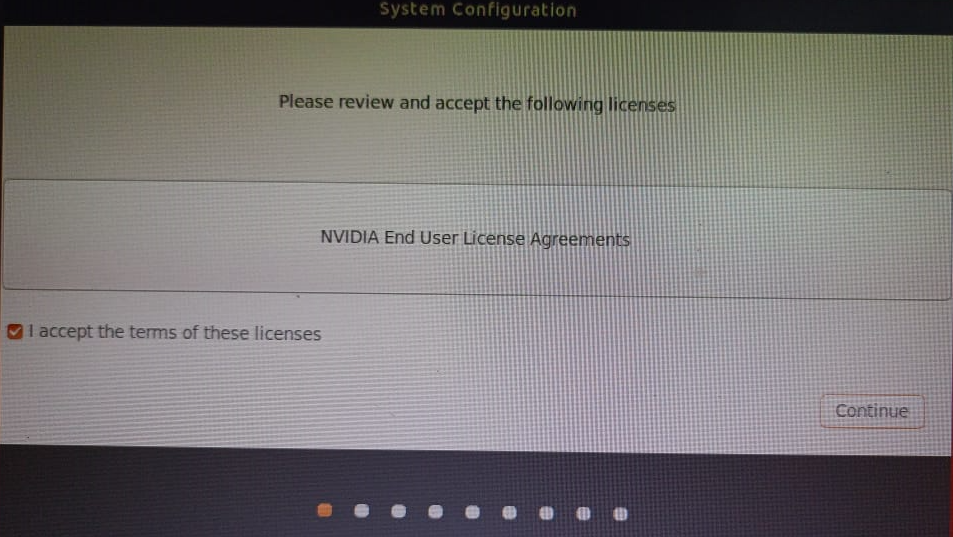 System Configuration
Please review and accept the following licenses
NVIDIA End User License Agreements
I accept the terms of these licenses
Continue